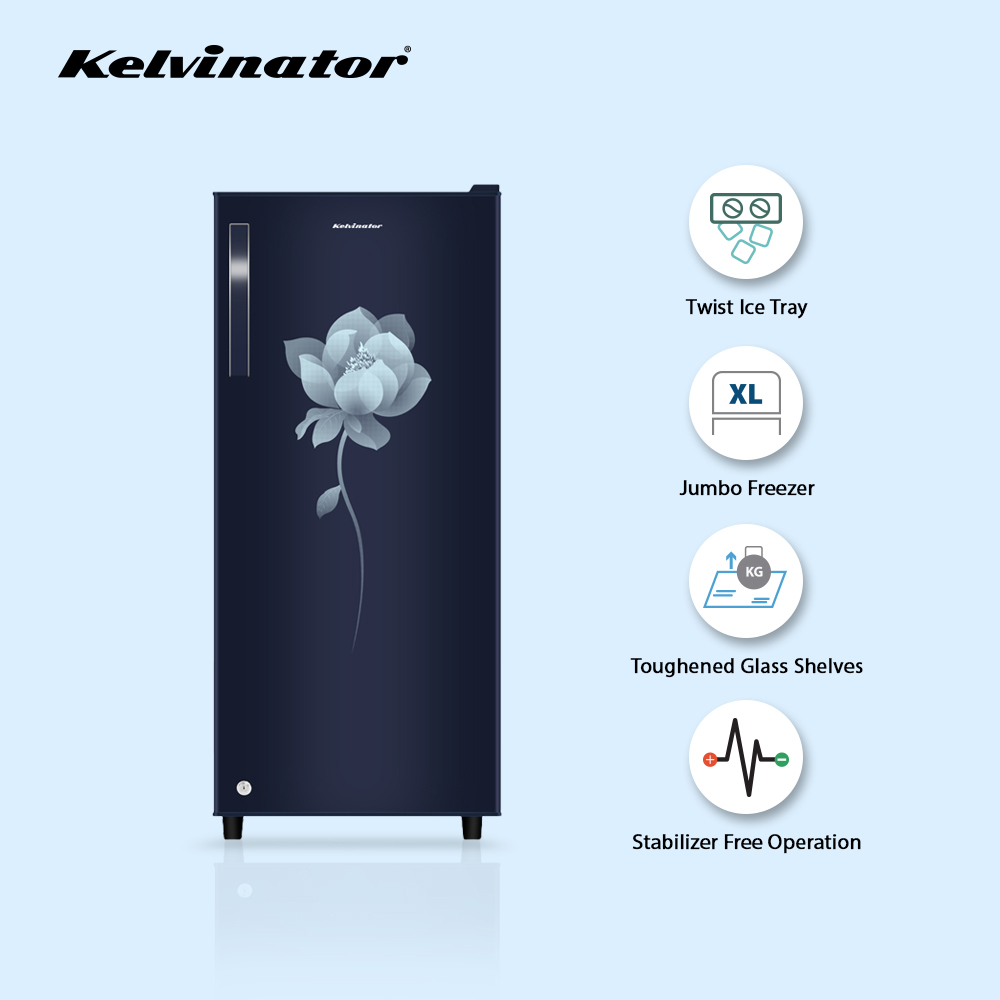 Kelvinator®
Kelvinator
Twist Ice Tray
XL
Jumbo Freezer
KG
Toughened Glass Shelves
Stabilizer Free Operation